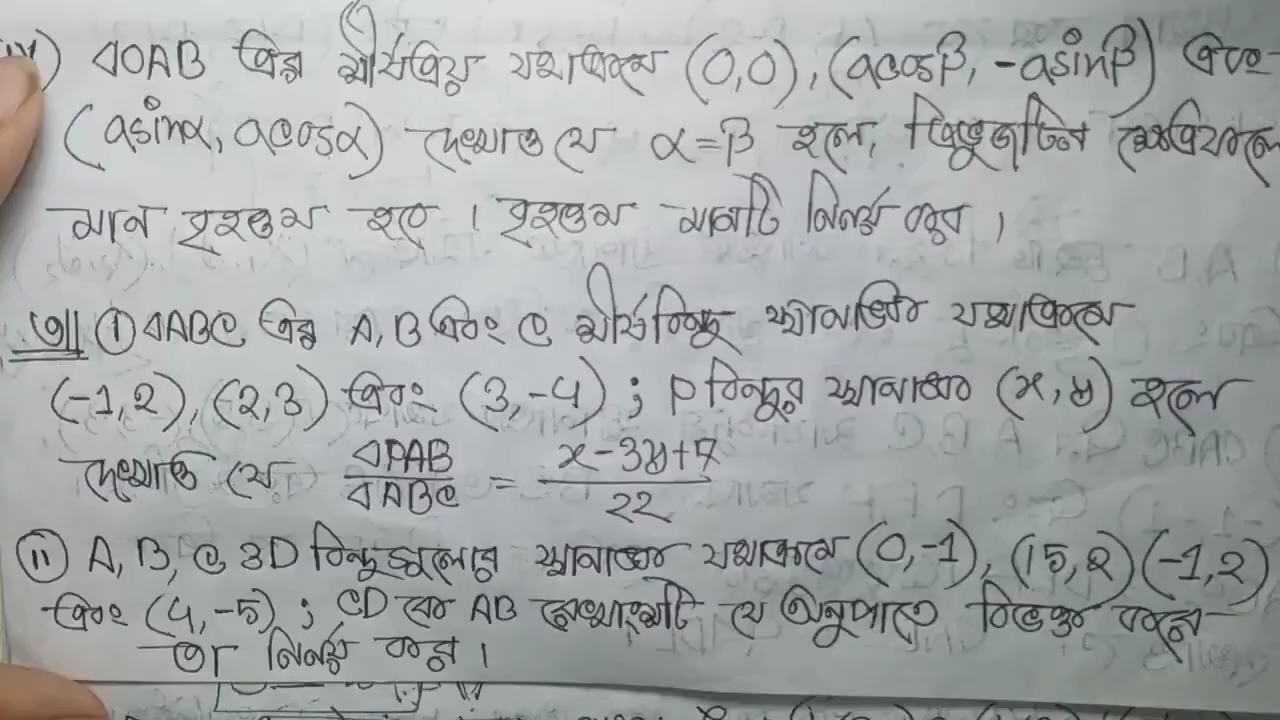 iv) △OAB এর শীর্ষত্রয় যথাক্রমে (0,0), (acosβ, -asinβ) এবং
(asinα, acosα) দেখাও যে α=β হলে, ত্রিভুজটির ক্ষেত্রফলের
মান বৃহত্তম হবে । বৃহত্তম মানটি নির্ণয় কর ।
৩॥ ⓘ △ABC এর A, B এবং C শীর্ষবিন্দু স্থানাঙ্ক যথাক্রমে
(-1,2), (2,3) এবং (3,-4) ; P বিন্দুর স্থানাঙ্ক (x,y) হলে
দেখাও যে △PAB/△ABC = x-3y+7/22
ⓘⓘ A, B, C ও D বিন্দুগুলোর স্থানাঙ্ক যথাক্রমে (0,-1), (15,2) (-1,2)
এবং (4,-5) ; CD কে AB রেখাংশটি যে অনুপাতে বিভক্ত করে
তা নির্ণয় কর ।